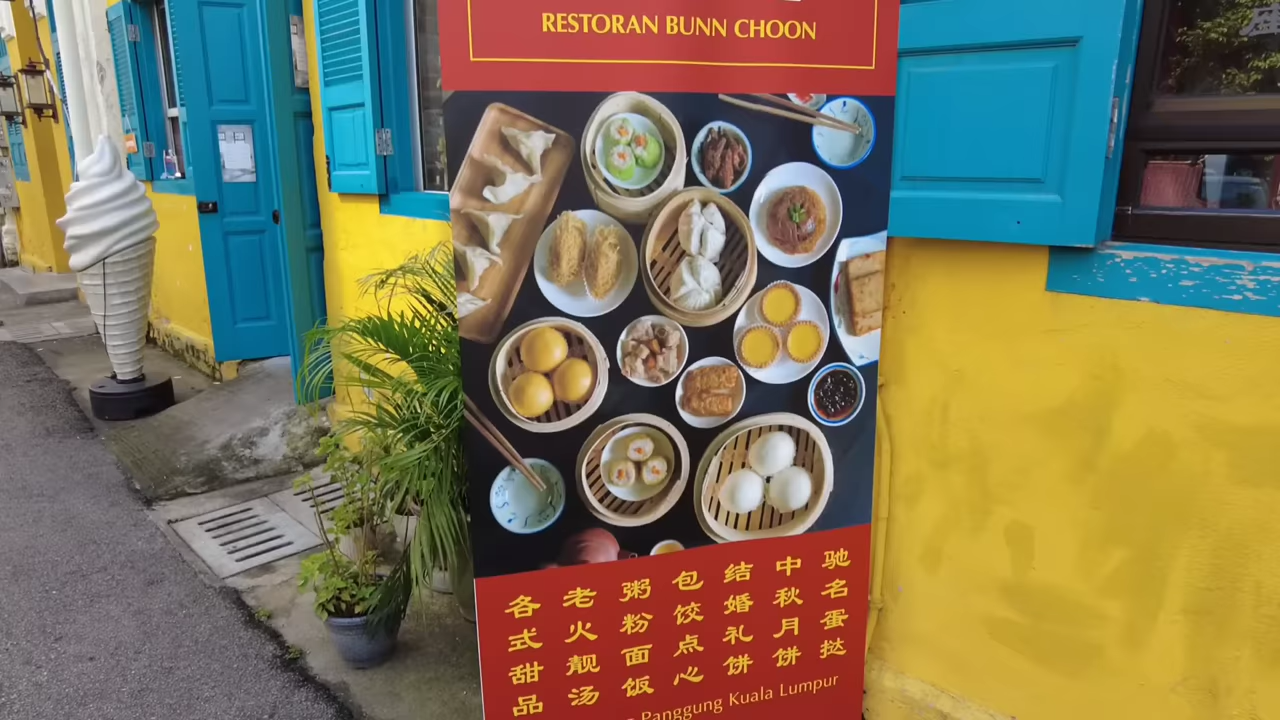 RESTORAN BUNN CHOON
驰名蛋挞
中秋月饼
结婚礼饼
包饺点心
粥粉面饭
老火靓汤
各式甜品
Panggung Kuala Lumpur